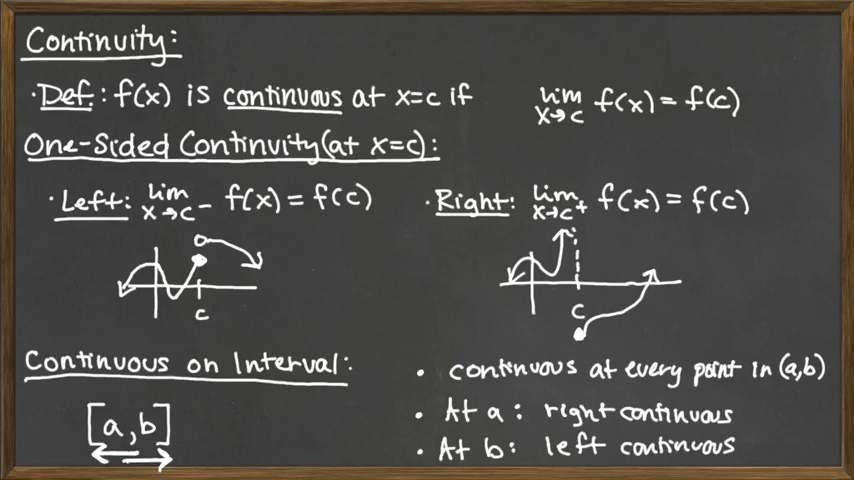 Continuity:
· Def.: f(x) is continuous at x=c if lim x→c f(x) = f(c)
One-Sided Continuity (at x=c):
· Left: lim x→c⁻ f(x) = f(c)
· Right: lim x→c⁺ f(x) = f(c)
c
c
Continuous on Interval:
[a,b]
• continuous at every point in (a,b)
• At a: right continuous
• At b: left continuous